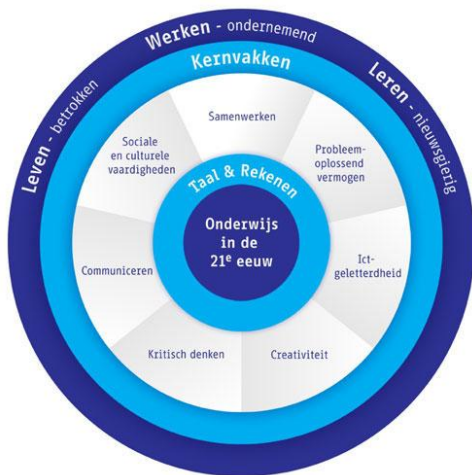 Werken - ondernemend
Leven - betrokken
Leren - nieuwsgierig
Kernvakken
Samenwerken
Probleem-
oplossend
vermogen
Ict-
geletterdheid
Creativiteit
Kritisch denken
Communiceren
Sociale
en culturele
vaardigheden
Taal & Rekenen
Onderwijs
in de
21e eeuw